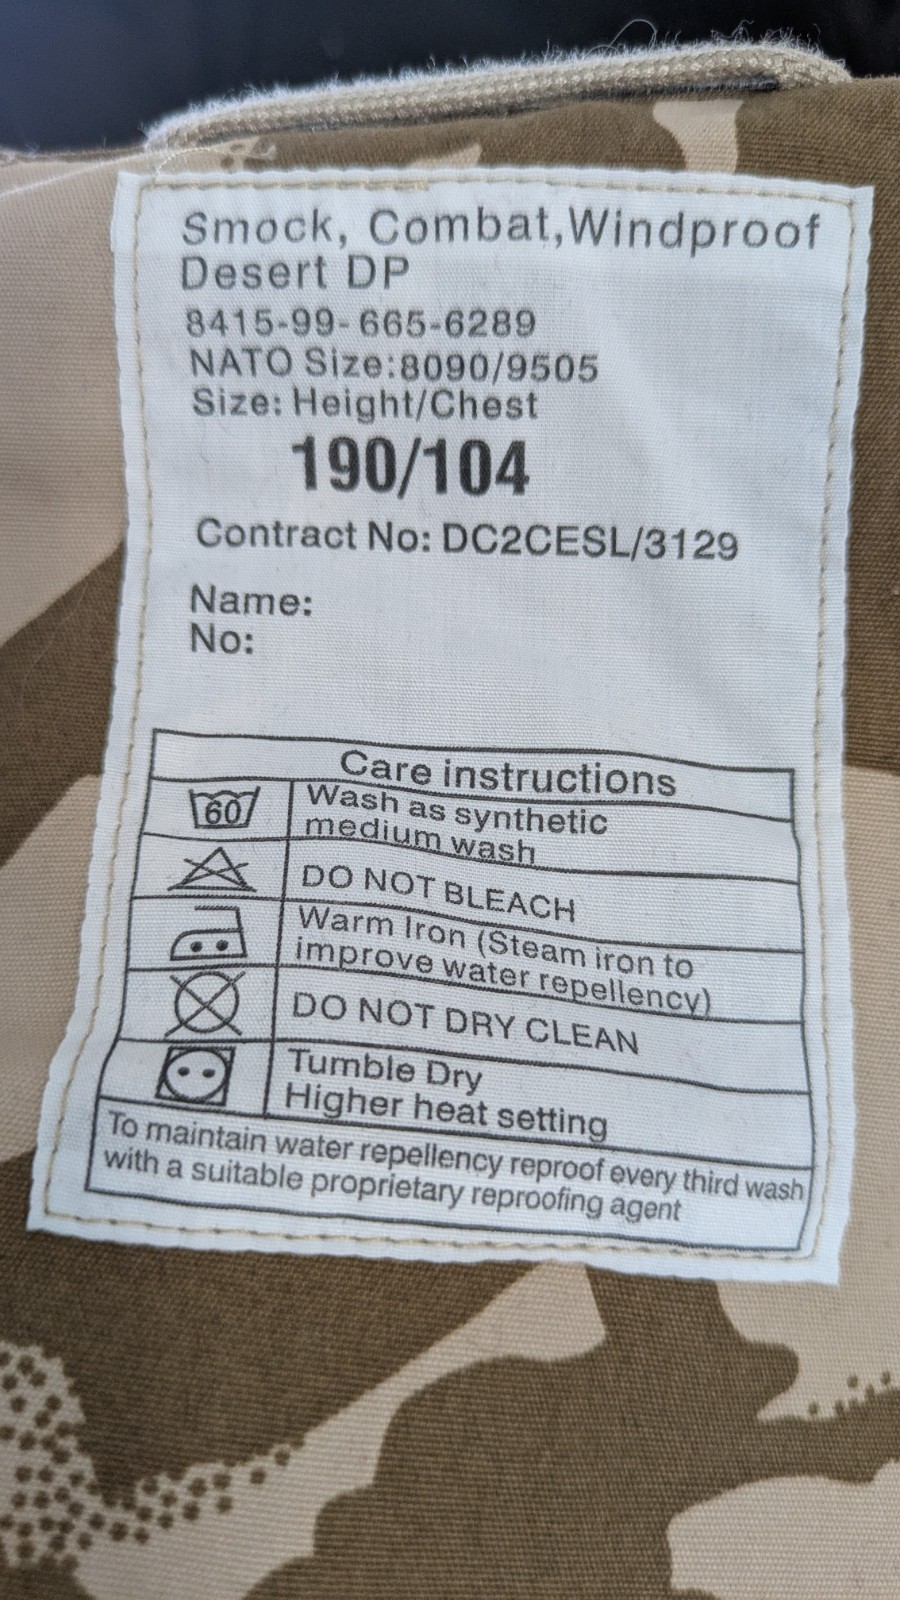 Smock, Combat,Windproof
Desert DP
8415-99-665-6289
NATO Size:8090/9505
Size: Height/Chest
190/104
Contract No: DC2CESL/3129
Name:
No:
Care instructions
60
Wash as synthetic
medium wash
DO NOT BLEACH
Warm Iron (Steam iron to
improve water repellency)
DO NOT DRY CLEAN
Tumble Dry
Higher heat setting
To maintain water repellency reproof every third wash
with a suitable proprietary reproofing agent